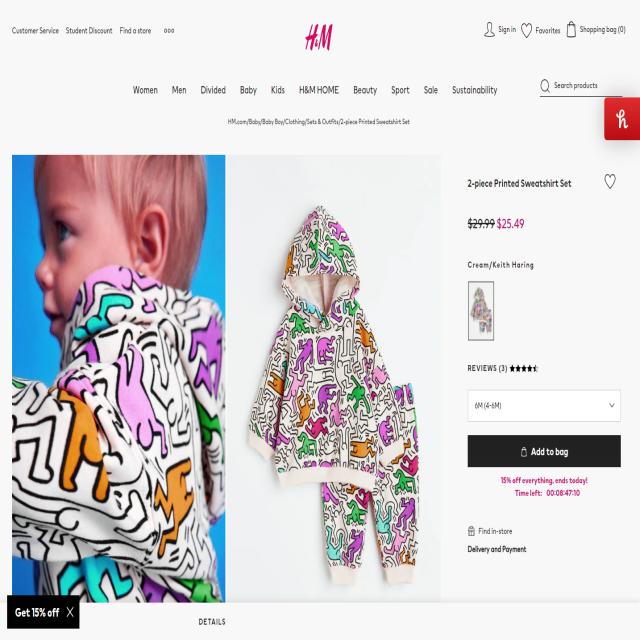 Customer Service Student Discount Find a store
H&M
Sign in Favorites Shopping bag (0)
Women Men Divided Baby Kids H&M HOME Beauty Sport Sale Sustainability
Search products
HM.com/Baby/Baby Boy/Clothing/Sets & Outfits/2-piece Printed Sweatshirt Set
h
2-piece Printed Sweatshirt Set
$29.99 $25.49
Cream/Keith Haring
REVIEWS (3)
6M (4-6M)
Add to bag
15% off everything, ends today!
Time left: 00:08:47:10
Find in-store
Delivery and Payment
Get 15% off X
DETAILS